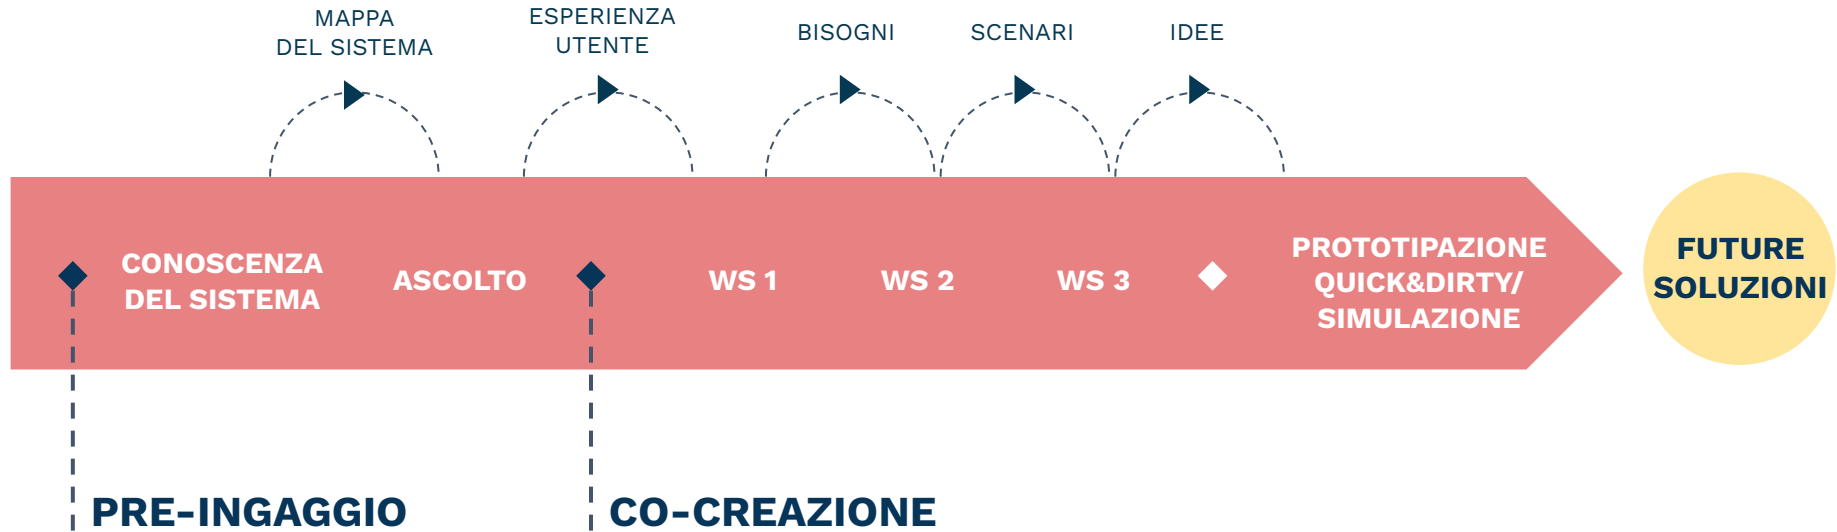 MAPPA
DEL SISTEMA
ESPERIENZA
UTENTE
BISOGNI
SCENARI
IDEE
CONOSCENZA
DEL SISTEMA
ASCOLTO
WS 1
WS 2
WS 3
PROTOTIPAZIONE
QUICK&DIRTY/
SIMULAZIONE
FUTURE
SOLUZIONI
PRE-INGAGGIO
CO-CREAZIONE